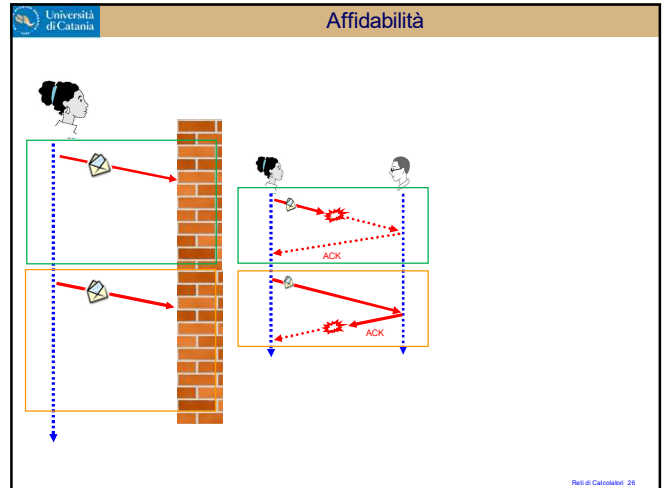 Università
di Catania
Affidabilità
ACK
ACK
Reti di Calcolatori 26